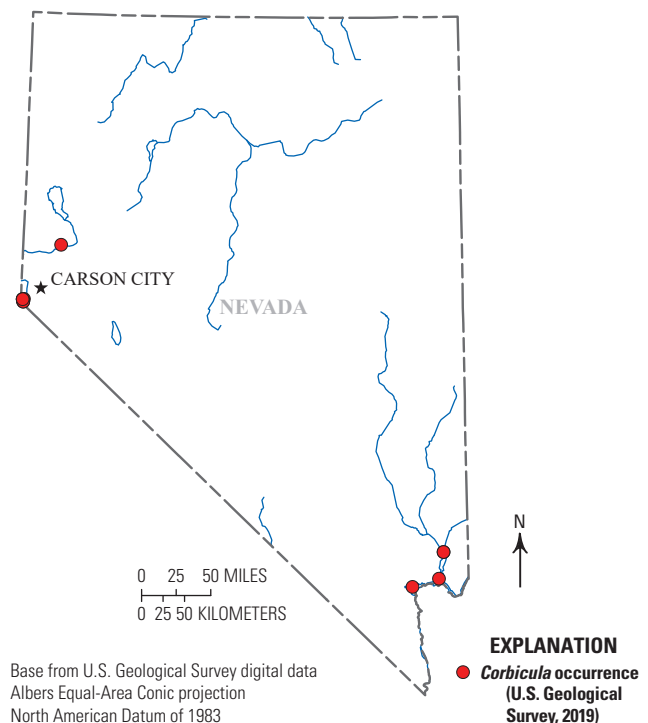 CARSON CITY
NEVADA
N
0 25 50 MILES
0 25 50 KILOMETERS
Base from U.S. Geological Survey digital data
Albers Equal-Area Conic projection
North American Datum of 1983
EXPLANATION
Corbicula occurrence
(U.S. Geological
Survey, 2019)